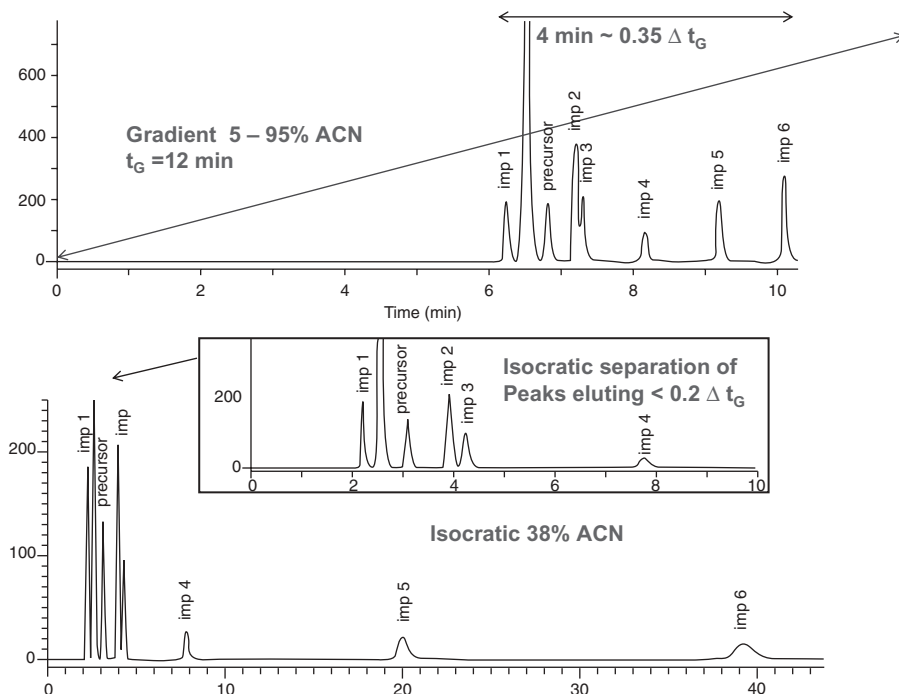 4 min ~ 0.35 Δ tG
600
400
200
0
Gradient 5 – 95% ACN
tG =12 min
imp 1
precursor
imp 2
imp 3
imp 4
imp 5
imp 6
0 2 4 6 8 10
Time (min)
Isocratic separation of
Peaks eluting < 0.2 Δ tG
200
0
imp 1
precursor
imp 2
imp 3
imp 4
0 2 4 6 8 10
Isocratic 38% ACN
200
100
0
imp 1
precursor
imp
imp 4
imp 5
imp 6
0 10 20 30 40